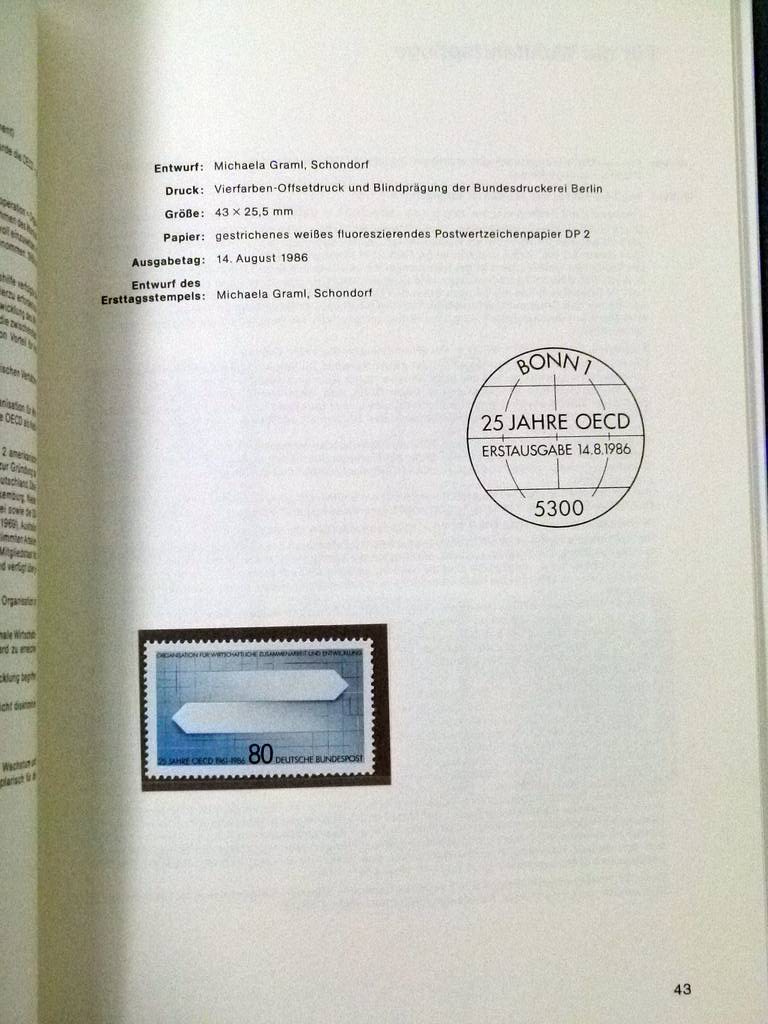 Entwurf: Michaela Graml, Schondorf
Druck: Vierfarben-Offsetdruck und Blindprägung der Bundesdruckerei Berlin
Größe: 43 × 25,5 mm
Papier: gestrichenes weißes fluoreszierendes Postwertzeichenpapier DP 2
Ausgabetag: 14. August 1986
Entwurf des
Ersttagsstempels: Michaela Graml, Schondorf
BONN 1
25 JAHRE OECD
ERSTAUSGABE 14.8.1986
5300
ORGANISATION FÜR WIRTSCHAFTLICHE ZUSAMMENARBEIT UND ENTWICKLUNG
25 JAHRE OECD 1961-1986 80 DEUTSCHE BUNDESPOST
43